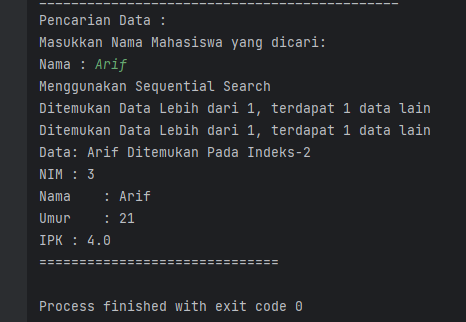 ---------------------------------------------
Pencarian Data :
Masukkan Nama Mahasiswa yang dicari:
Nama : Arif
Menggunakan Sequential Search
Ditemukan Data Lebih dari 1, terdapat 1 data lain
Ditemukan Data Lebih dari 1, terdapat 1 data lain
Data: Arif Ditemukan Pada Indeks-2
NIM : 3
Nama    : Arif
Umur    : 21
IPK : 4.0
==============================
Process finished with exit code 0